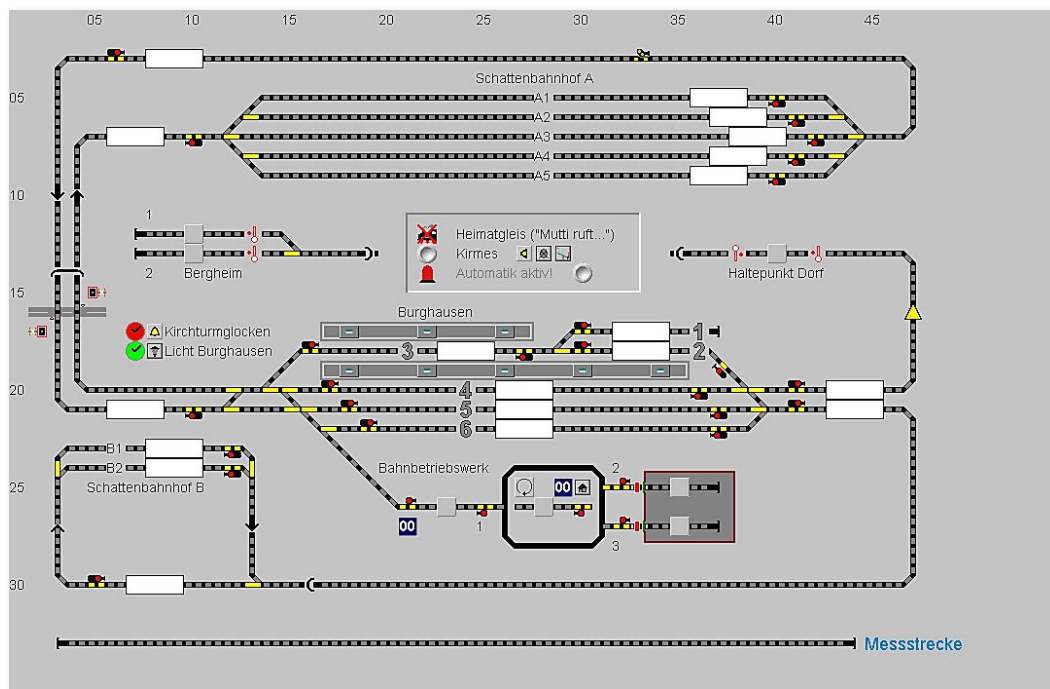 05 10 15 20 25 30 35 40 45
Schattenbahnhof A
05
A1
A2
A3
A4
A5
10
1
Heimatgleis ("Mutti ruft...")
Kirmes
2 Bergheim
Automatik aktiv!
Haltepunkt Dorf
15
Burghausen
Kirchturmglocken
1
Licht Burghausen
3 2
20
4
5
6
B1
B2
Bahnbetriebswerk
2
25
Schattenbahnhof B
00
00
1
3
30
Messstrecke